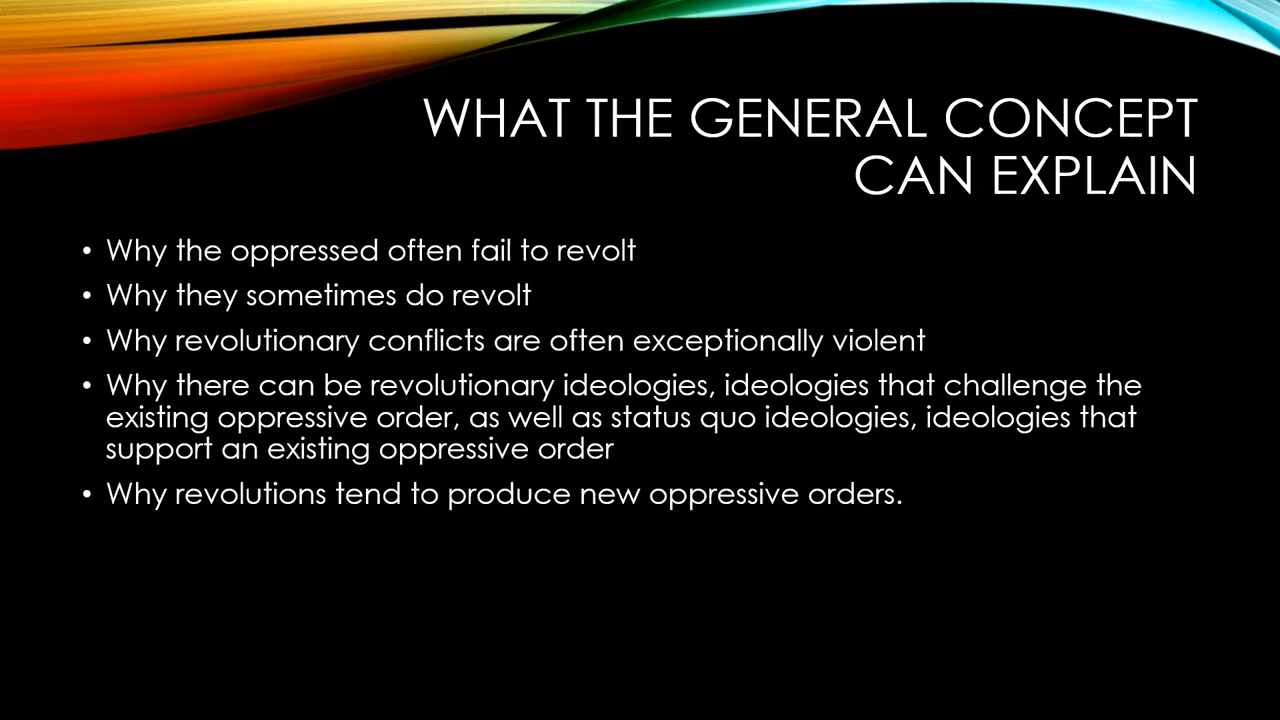 WHAT THE GENERAL CONCEPT
CAN EXPLAIN
• Why the oppressed often fail to revolt
• Why they sometimes do revolt
• Why revolutionary conflicts are often exceptionally violent
• Why there can be revolutionary ideologies, ideologies that challenge the
existing oppressive order, as well as status quo ideologies, ideologies that
support an existing oppressive order
• Why revolutions tend to produce new oppressive orders.